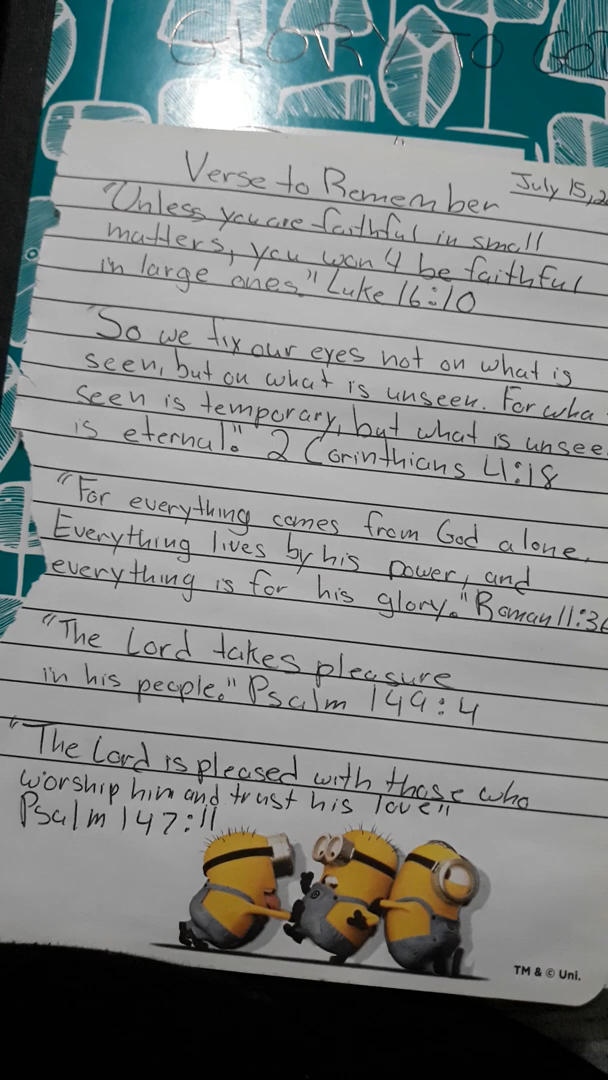 GLORY TO GO
Verse to Remember
July 15, 2
"Unless you are faithful in small
matters, you won4 be faithful
in large ones." Luke 16:10
"So we fix our eyes not on what is
seen, but on what is unseen. For wha
seen is temporary, but what is unsee
is eternal". 2 Corinthians 4:18
"For everything comes from God alone.
Everything lives by his power, and
everything is for his glory." Roman 11:36
"The Lord takes pleasure
in his people." Psalm 149:4
"The Lord is pleased with those who
worship him and trust his love"
Psalm 147:11
TM & © Uni.